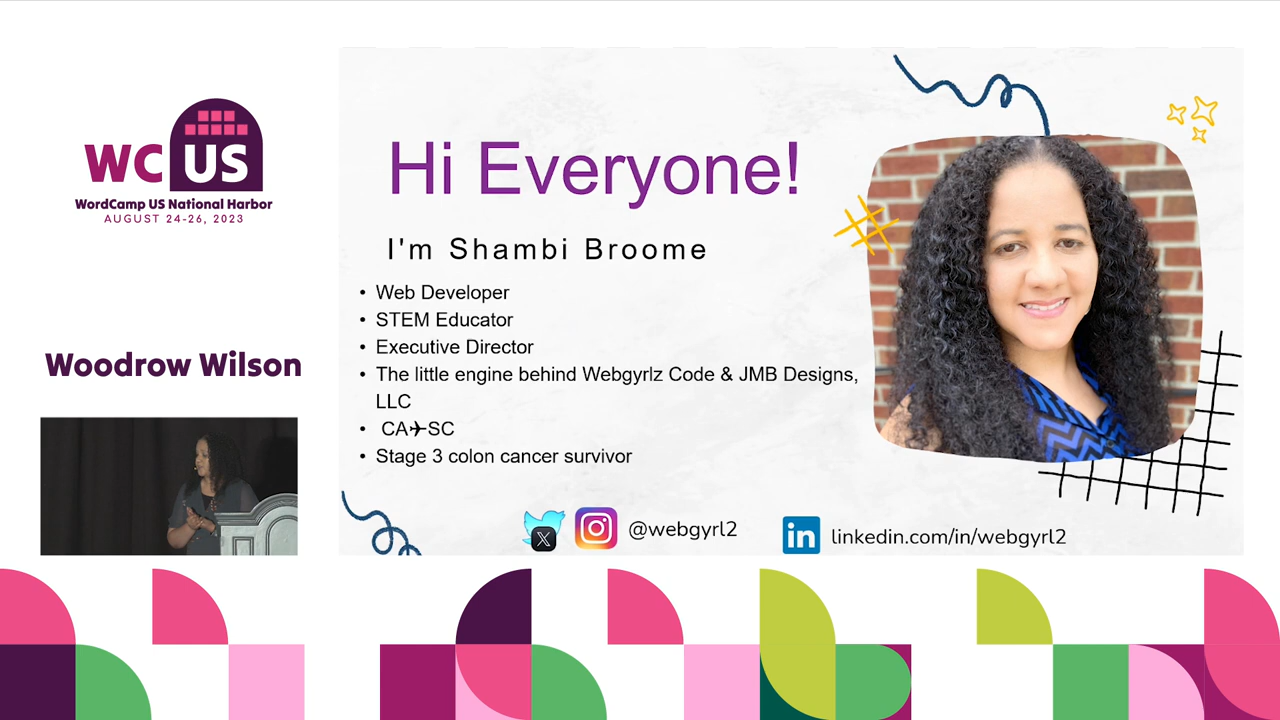 WC US
WordCamp US National Harbor
AUGUST 24-26, 2023
Woodrow Wilson
Hi Everyone!
I'm Shambi Broome
• Web Developer
• STEM Educator
• Executive Director
• The little engine behind Webgyrlz Code & JMB Designs,
LLC
• CA✈SC
• Stage 3 colon cancer survivor
X
@webgyrl2
in
linkedin.com/in/webgyrl2